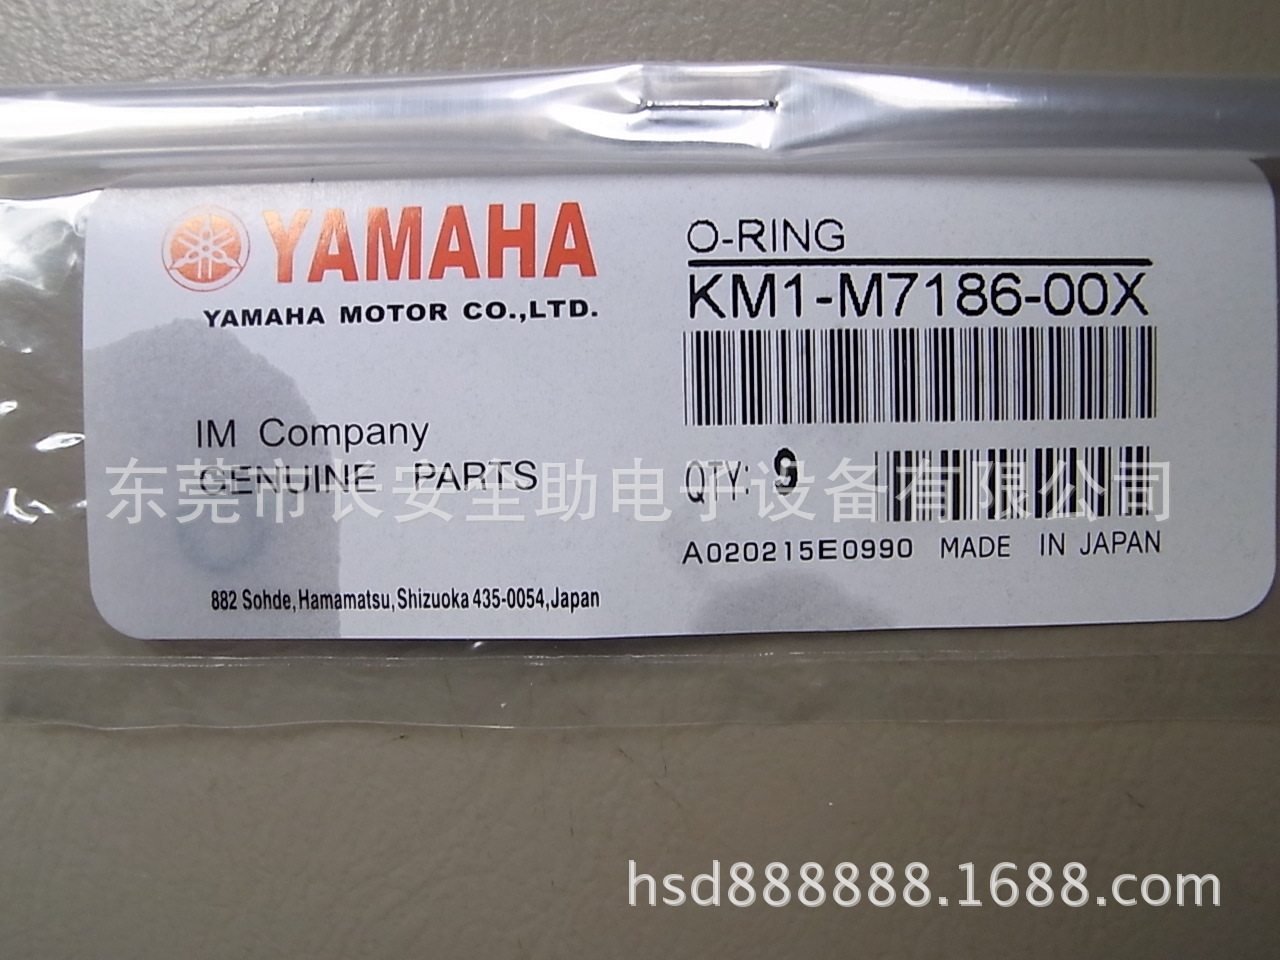 YAMAHA
YAMAHA MOTOR CO.,LTD.
IM Company
GENUINE PARTS
882 Sohde,Hamamatsu,Shizuoka 435-0054,Japan
O-RING
KM1-M7186-00X
QTY: 9
A020215E0990 MADE IN JAPAN
东莞市长安全助电子设备有限公司
hsd888888.1688.com